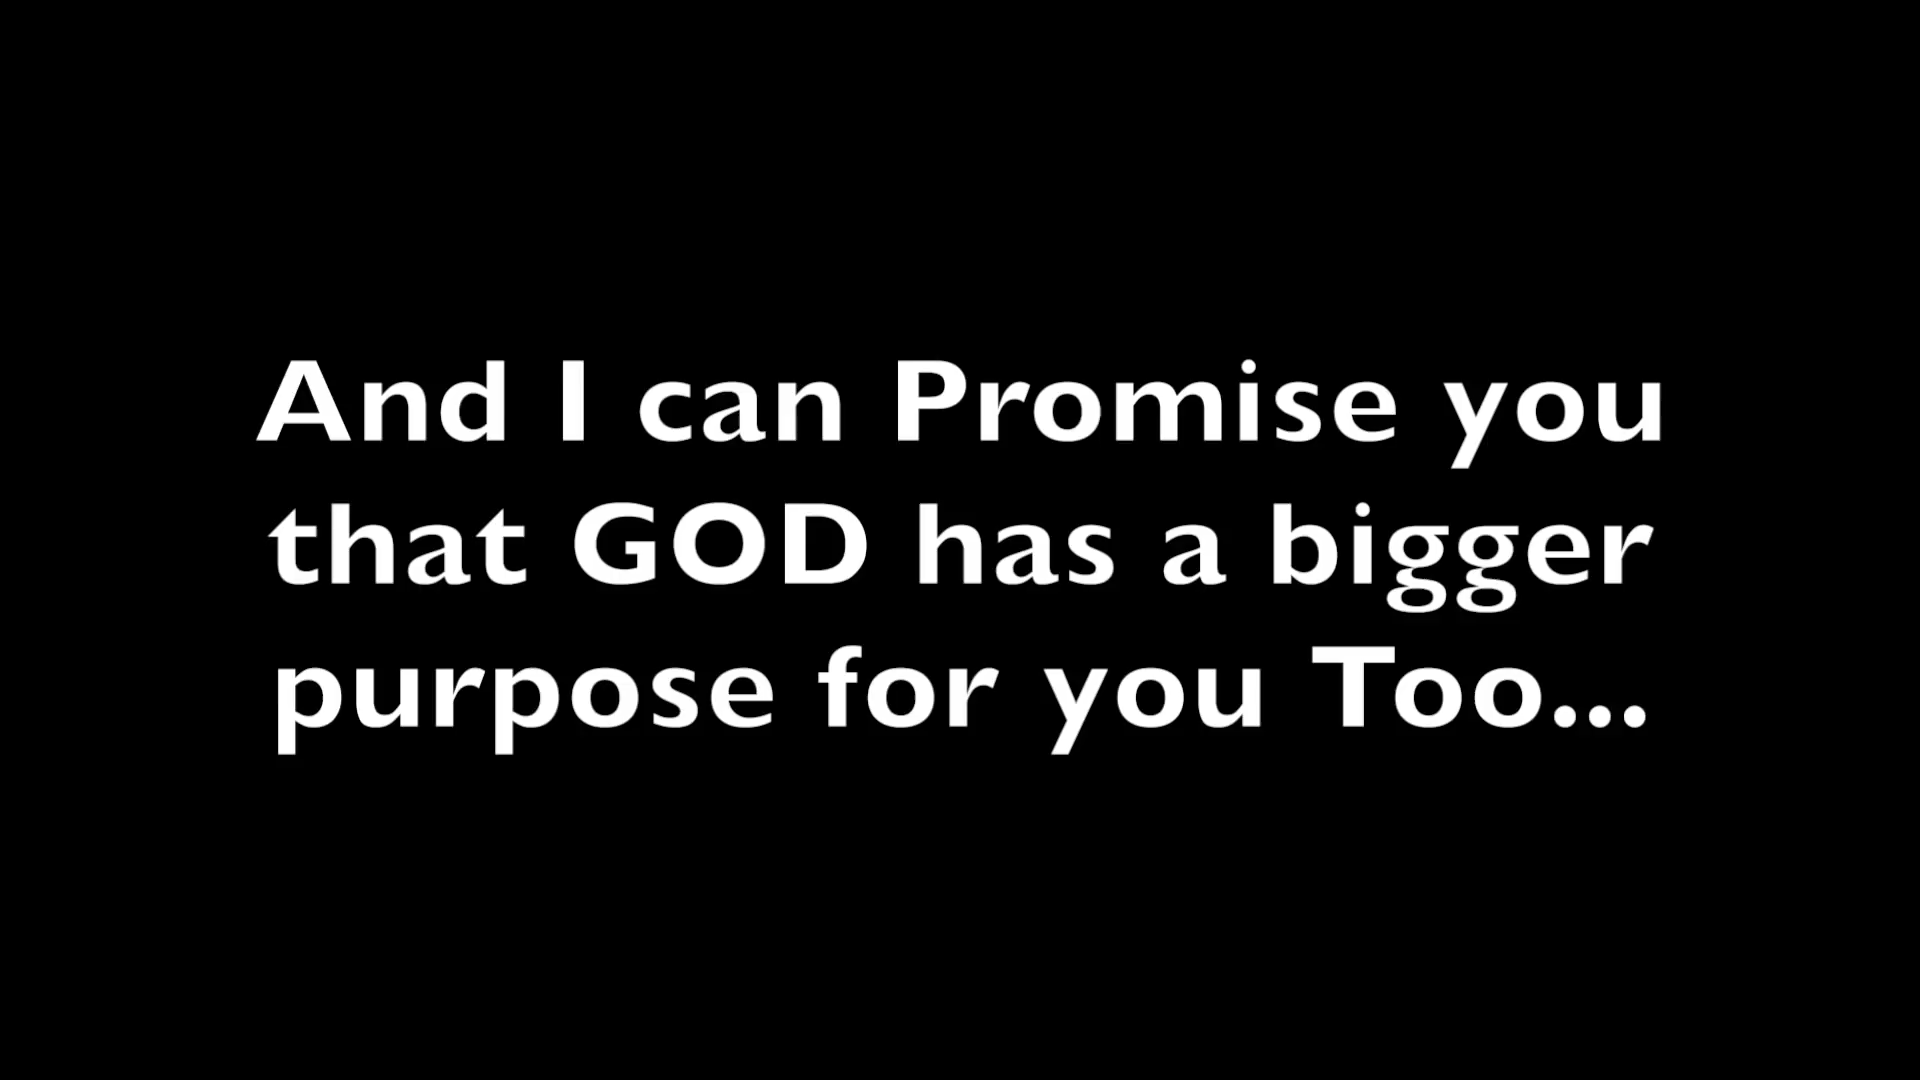 And I can Promise you
that GOD has a bigger
purpose for you Too...